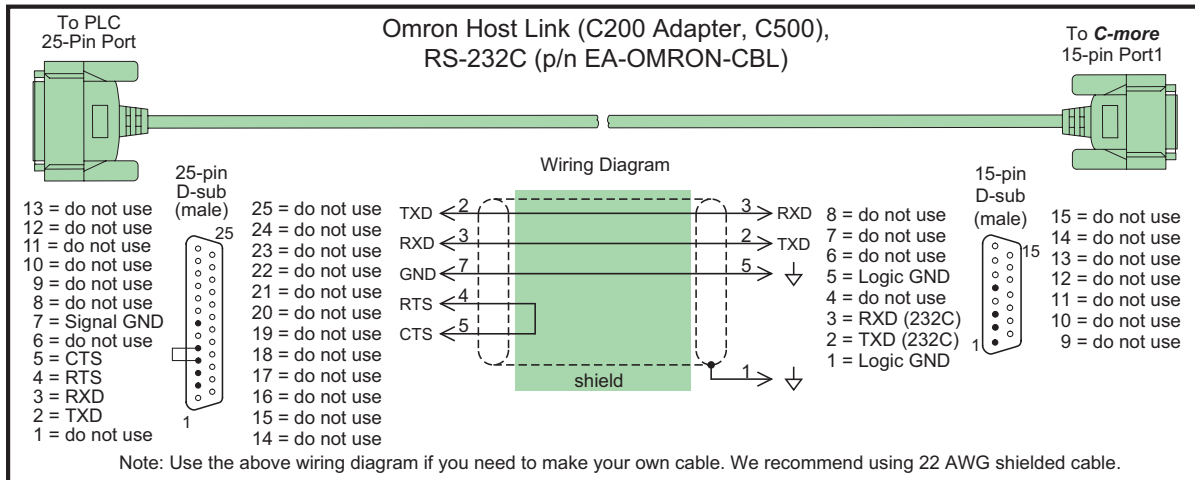 To PLC
25-Pin Port
Omron Host Link (C200 Adapter, C500),
RS-232C (p/n EA-OMRON-CBL)
To C-more
15-pin Port1
Wiring Diagram
25-pin
D-sub
(male)
13 = do not use
12 = do not use
11 = do not use
10 = do not use
9 = do not use
8 = do not use
7 = Signal GND
6 = do not use
5 = CTS
4 = RTS
3 = RXD
2 = TXD
1 = do not use
25
1
25 = do not use
24 = do not use
23 = do not use
22 = do not use
21 = do not use
20 = do not use
19 = do not use
18 = do not use
17 = do not use
16 = do not use
15 = do not use
14 = do not use
TXD 2 3 RXD
RXD 3 2 TXD
GND 7 5
RTS 4
CTS 5
1
shield
8 = do not use
7 = do not use
6 = do not use
5 = Logic GND
4 = do not use
3 = RXD (232C)
2 = TXD (232C)
1 = Logic GND
15-pin
D-sub
(male)
15
1
15 = do not use
14 = do not use
13 = do not use
12 = do not use
11 = do not use
10 = do not use
9 = do not use
Note: Use the above wiring diagram if you need to make your own cable. We recommend using 22 AWG shielded cable.